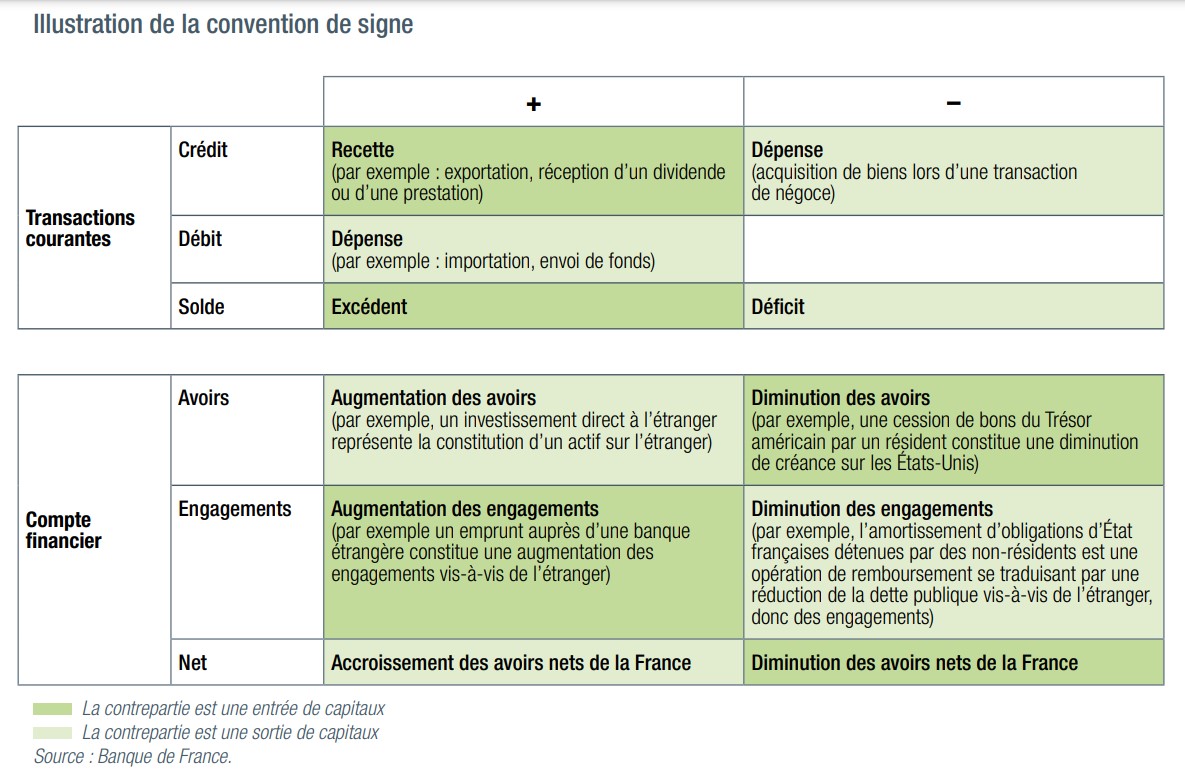 Illustration de la convention de signe
+
–
Transactions
courantes
Crédit
Recette
(par exemple : exportation, réception d’un dividende
ou d’une prestation)
Dépense
(acquisition de biens lors d’une transaction
de négoce)
Débit
Dépense
(par exemple : importation, envoi de fonds)
Solde
Excédent
Déficit
Compte
financier
Avoirs
Augmentation des avoirs
(par exemple, un investissement direct à l’étranger
représente la constitution d’un actif sur l’étranger)
Diminution des avoirs
(par exemple, une cession de bons du Trésor
américain par un résident constitue une diminution
de créance sur les États-Unis)
Engagements
Augmentation des engagements
(par exemple un emprunt auprès d’une banque
étrangère constitue une augmentation des
engagements vis-à-vis de l’étranger)
Diminution des engagements
(par exemple, l’amortissement d’obligations d’État
françaises détenues par des non-résidents est une
opération de remboursement se traduisant par une
réduction de la dette publique vis-à-vis de l’étranger,
donc des engagements)
Net
Accroissement des avoirs nets de la France
Diminution des avoirs nets de la France
La contrepartie est une entrée de capitaux
La contrepartie est une sortie de capitaux
Source : Banque de France.